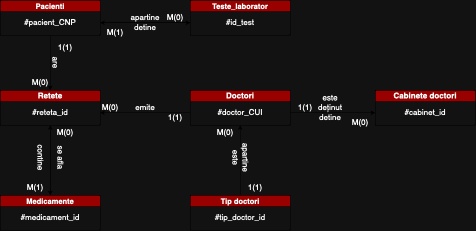 Pacienti
#pacient_CNP
Teste_laborator
#id_test
M(1)
apartine
detine
M(0)
1(1)
are
M(0)
Retete
#reteta_id
M(0)
emite
1(1)
Doctori
#doctor_CUI
1(1)
este
deținut
detine
M(0)
Cabinete doctori
#cabinet_id
M(0)
contine
se afla
M(1)
M(0)
apartine
este
1(1)
Medicamente
#medicament_id
Tip doctori
#tip_doctor_id